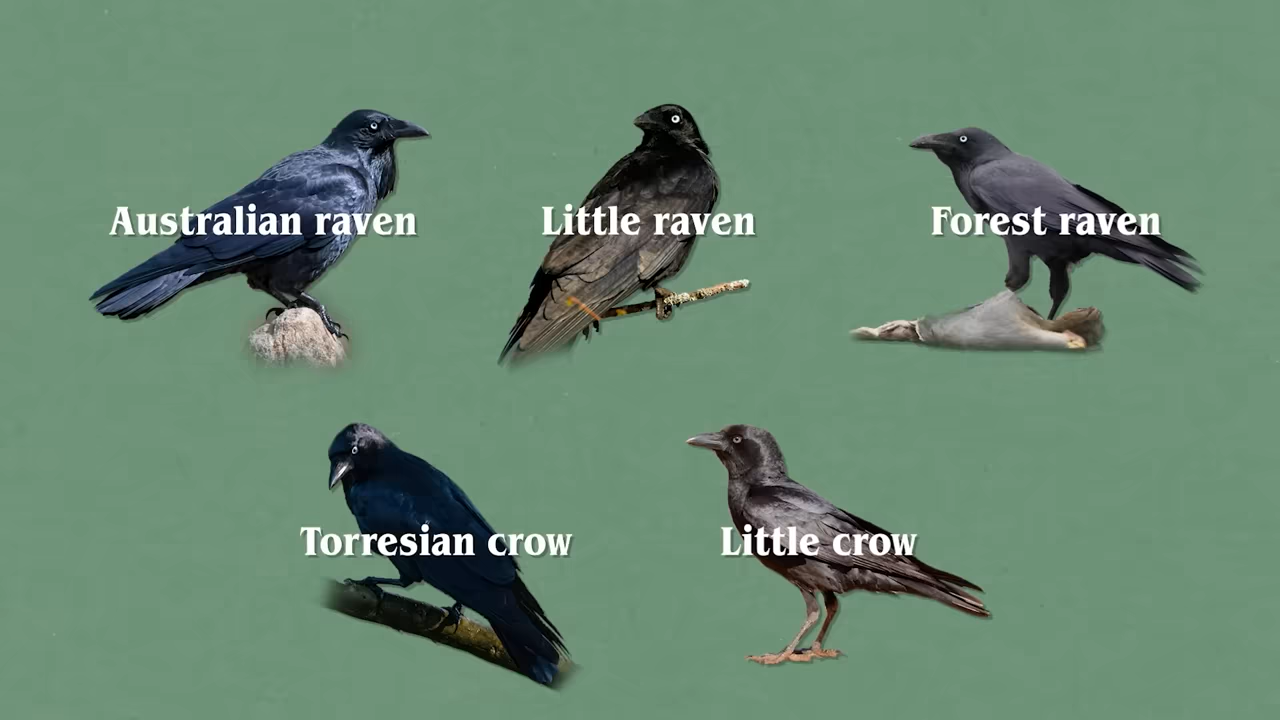 Australian raven
Little raven
Forest raven
Torresian crow
Little crow